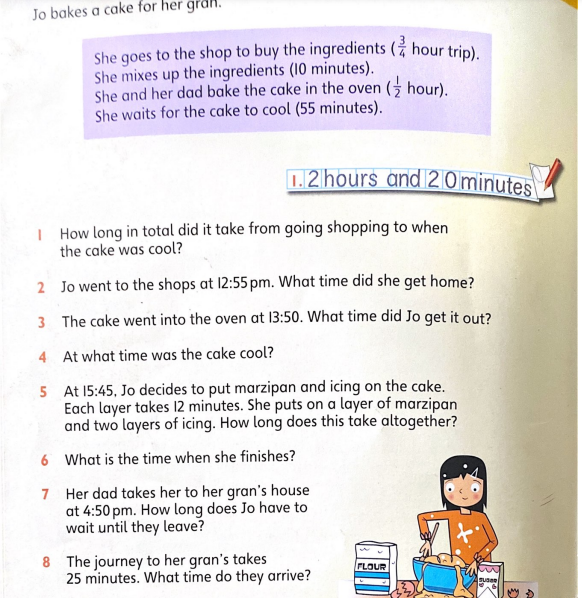 Jo bakes a cake for her gran.
She goes to the shop to buy the ingredients (3/4 hour trip).
She mixes up the ingredients (10 minutes).
She and her dad bake the cake in the oven (1/2 hour).
She waits for the cake to cool (55 minutes).
1. 2 hours and 20 minutes
1 How long in total did it take from going shopping to when
the cake was cool?
2 Jo went to the shops at 12:55 pm. What time did she get home?
3 The cake went into the oven at 13:50. What time did Jo get it out?
4 At what time was the cake cool?
5 At 15:45, Jo decides to put marzipan and icing on the cake.
Each layer takes 12 minutes. She puts on a layer of marzipan
and two layers of icing. How long does this take altogether?
6 What is the time when she finishes?
7 Her dad takes her to her gran's house
at 4:50 pm. How long does Jo have to
wait until they leave?
8 The journey to her gran's takes
25 minutes. What time do they arrive?
FLOUR
SUGAR